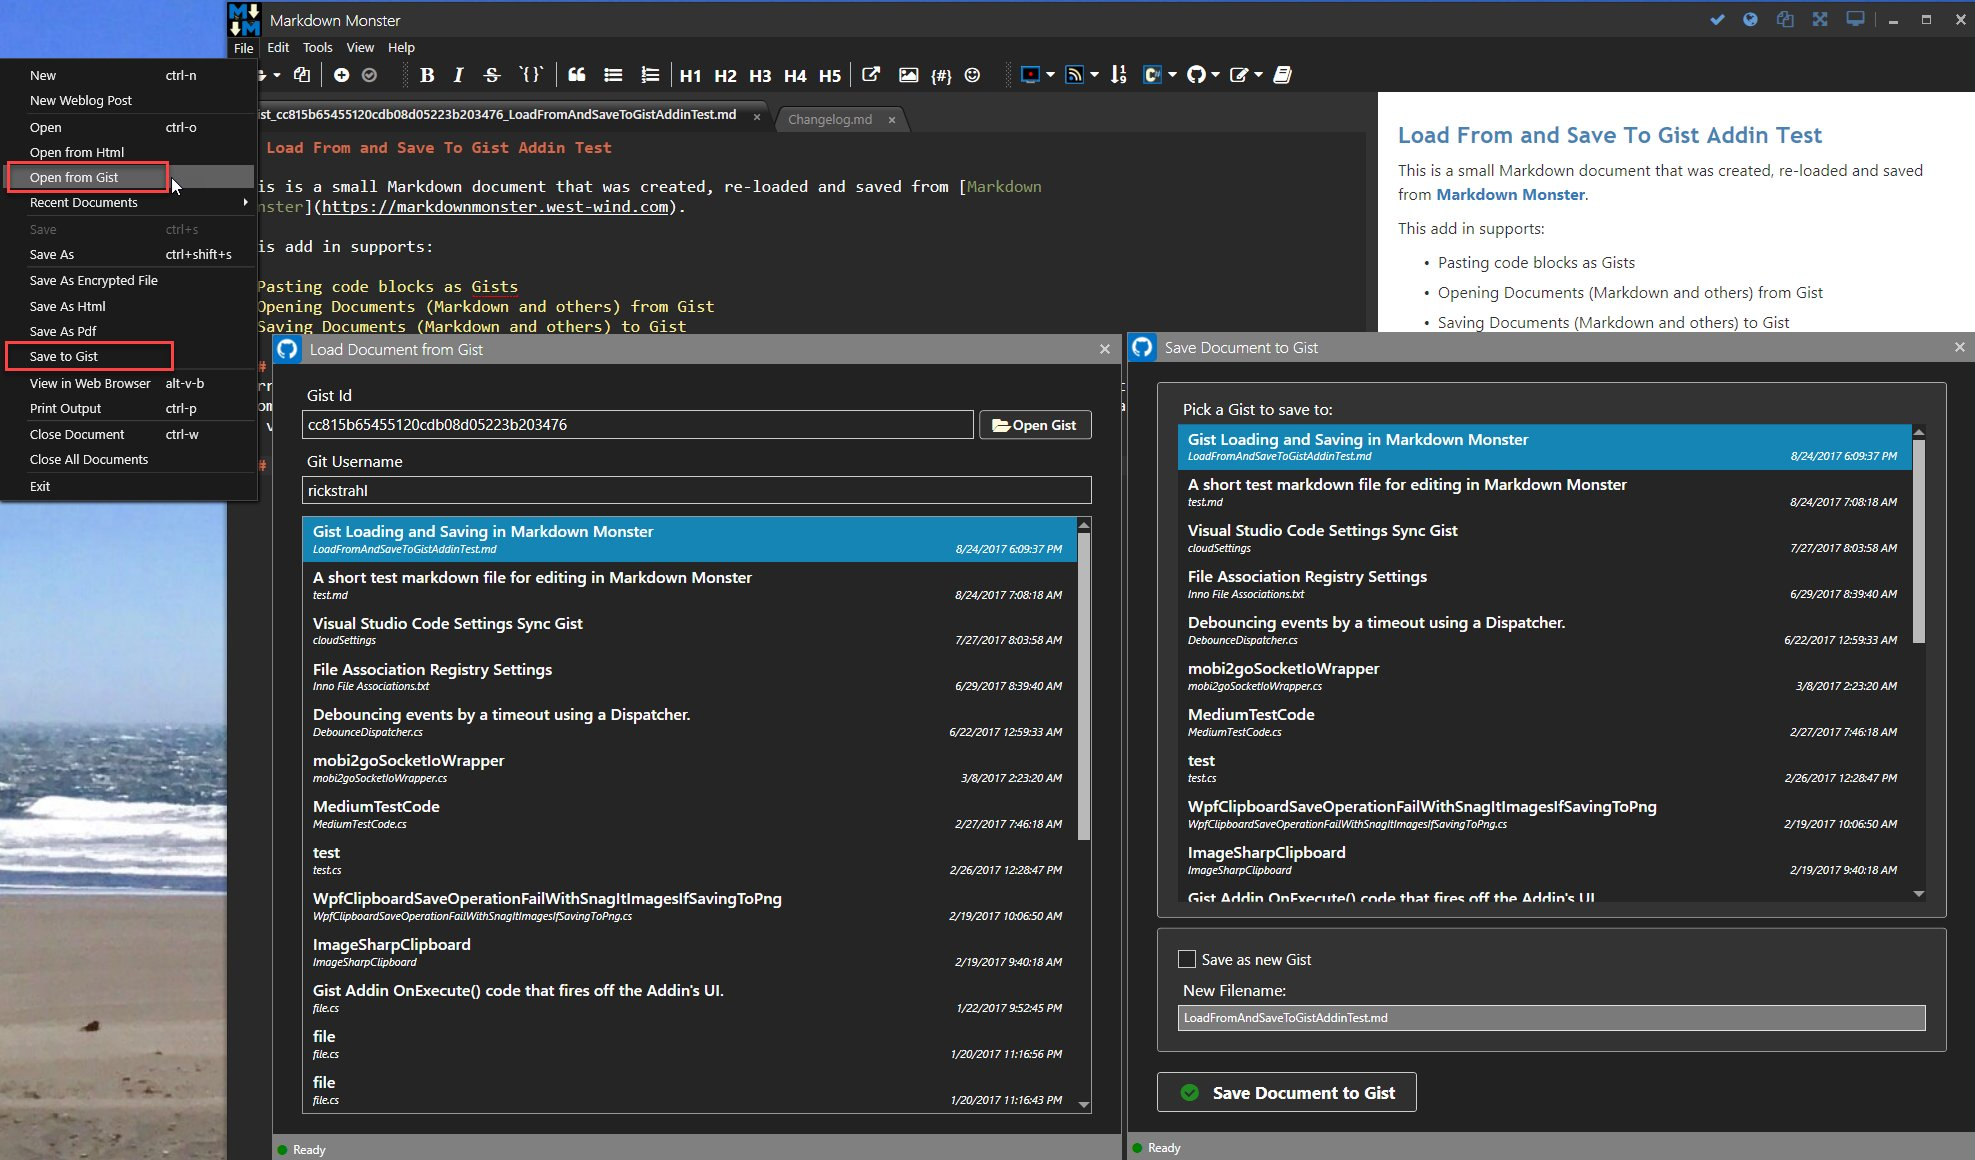 Markdown Monster
File Edit Tools View Help
B I S `{}` H1 H2 H3 H4 H5 {#}
New ctrl-n
New Weblog Post
Open ctrl-o
Open from Html
Open from Gist
Recent Documents
Save ctrl+s
Save As ctrl+shift+s
Save As Encrypted File
Save As Html
Save As Pdf
Save to Gist
View in Web Browser alt-v-b
Print Output ctrl-p
Close Document ctrl-w
Close All Documents
Exit
ist_cc815b65455120cdb08d05223b203476_LoadFromAndSaveToGistAddinTest.md
Changelog.md
Load From and Save To Gist Addin Test
is is a small Markdown document that was created, re-loaded and saved from [Markdown
nster](https://markdownmonster.west-wind.com).
is add in supports:
Pasting code blocks as Gists
Opening Documents (Markdown and others) from Gist
Saving Documents (Markdown and others) to Gist
Load From and Save To Gist Addin Test
This is a small Markdown document that was created, re-loaded and saved
from Markdown Monster.
This add in supports:
• Pasting code blocks as Gists
• Opening Documents (Markdown and others) from Gist
• Saving Documents (Markdown and others) to Gist
Load Document from Gist
Gist Id
cc815b65455120cdb08d05223b203476
Open Gist
Git Username
rickstrahl
Gist Loading and Saving in Markdown Monster
LoadFromAndSaveToGistAddinTest.md 8/24/2017 6:09:37 PM
A short test markdown file for editing in Markdown Monster
test.md 8/24/2017 7:08:18 AM
Visual Studio Code Settings Sync Gist
cloudSettings 7/27/2017 8:03:58 AM
File Association Registry Settings
Inno File Associations.txt 6/29/2017 8:39:40 AM
Debouncing events by a timeout using a Dispatcher.
DebounceDispatcher.cs 6/22/2017 12:59:33 AM
mobi2goSocketIoWrapper
mobi2goSocketIoWrapper.cs 3/8/2017 2:23:20 AM
MediumTestCode
MediumTestCode.cs 2/27/2017 7:46:18 AM
test
test.cs 2/26/2017 12:28:47 PM
WpfClipboardSaveOperationFailWithSnagItImagesIfSavingToPng
WpfClipboardSaveOperationFailWithSnagItImagesIfSavingToPng.cs 2/19/2017 10:06:50 AM
ImageSharpClipboard
ImageSharpClipboard 2/19/2017 9:40:18 AM
Gist Addin OnExecute() code that fires off the Addin's UI.
file.cs 1/22/2017 9:52:45 PM
file
file.cs 1/20/2017 11:16:56 PM
file
file.cs 1/20/2017 11:16:43 PM
Ready
Save Document to Gist
Pick a Gist to save to:
Gist Loading and Saving in Markdown Monster
LoadFromAndSaveToGistAddinTest.md 8/24/2017 6:09:37 PM
A short test markdown file for editing in Markdown Monster
test.md 8/24/2017 7:08:18 AM
Visual Studio Code Settings Sync Gist
cloudSettings 7/27/2017 8:03:58 AM
File Association Registry Settings
Inno File Associations.txt 6/29/2017 8:39:40 AM
Debouncing events by a timeout using a Dispatcher.
DebounceDispatcher.cs 6/22/2017 12:59:33 AM
mobi2goSocketIoWrapper
mobi2goSocketIoWrapper.cs 3/8/2017 2:23:20 AM
MediumTestCode
MediumTestCode.cs 2/27/2017 7:46:18 AM
test
test.cs 2/26/2017 12:28:47 PM
WpfClipboardSaveOperationFailWithSnagItImagesIfSavingToPng
WpfClipboardSaveOperationFailWithSnagItImagesIfSavingToPng.cs 2/19/2017 10:06:50 AM
ImageSharpClipboard
ImageSharpClipboard 2/19/2017 9:40:18 AM
Gist Addin OnExecute() code that fires off the Addin's UI.
Save as new Gist
New Filename:
LoadFromAndSaveToGistAddinTest.md
Save Document to Gist
Ready